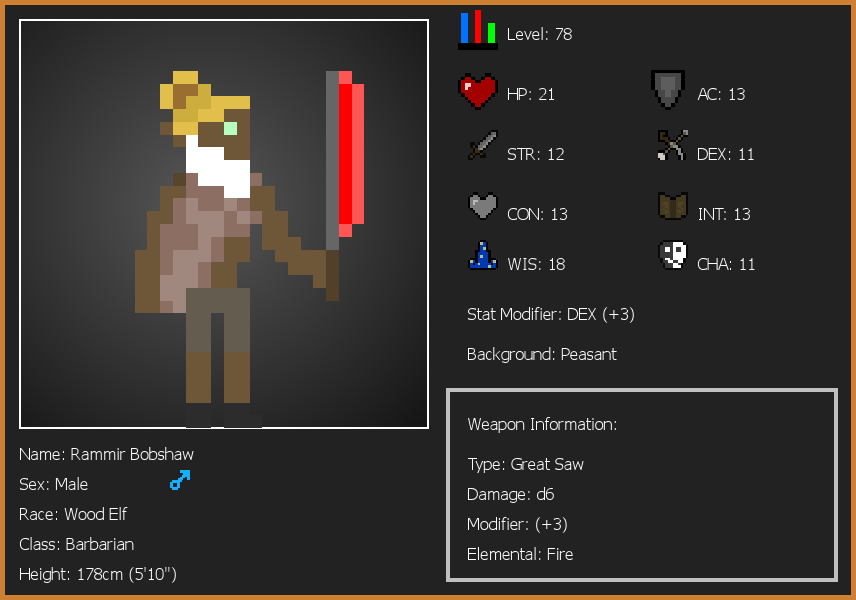 Level: 78
HP: 21
AC: 13
STR: 12
DEX: 11
CON: 13
INT: 13
WIS: 18
CHA: 11
Stat Modifier: DEX (+3)
Background: Peasant
Weapon Information:
Type: Great Saw
Damage: d6
Modifier: (+3)
Elemental: Fire
Name: Rammir Bobshaw
Sex: Male
Race: Wood Elf
Class: Barbarian
Height: 178cm (5'10")